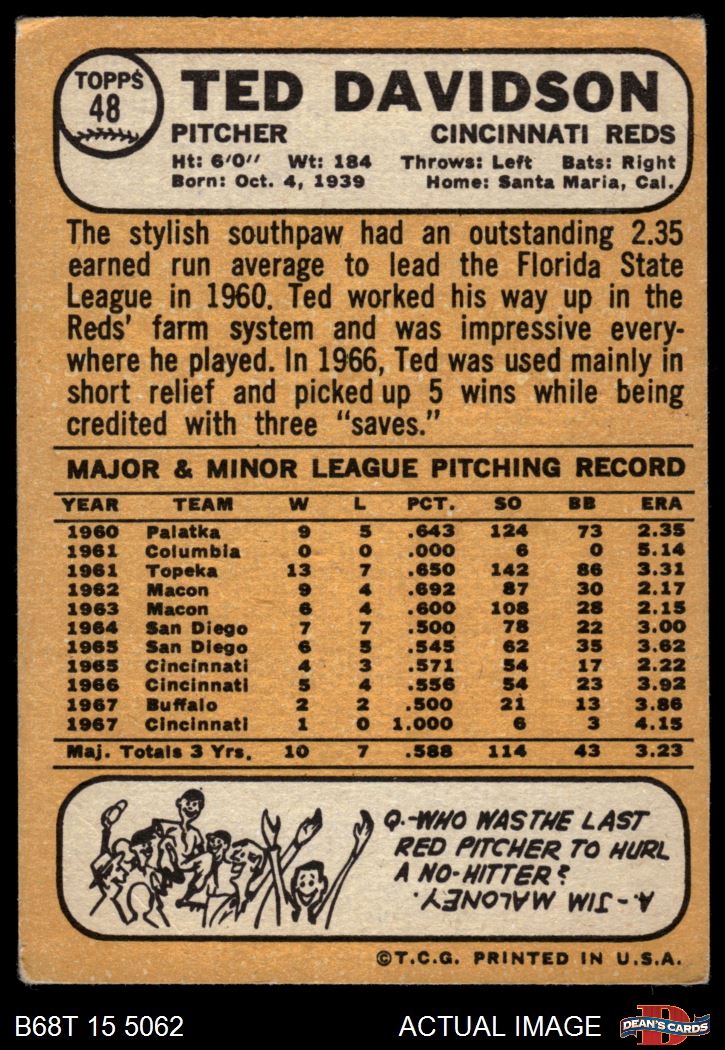 TOPPS
48
TED DAVIDSON
PITCHER CINCINNATI REDS
Ht: 6'0" Wt: 184 Throws: Left Bats: Right
Born: Oct. 4, 1939 Home: Santa Maria, Cal.
The stylish southpaw had an outstanding 2.35
earned run average to lead the Florida State
League in 1960. Ted worked his way up in the
Reds' farm system and was impressive every-
where he played. In 1966, Ted was used mainly in
short relief and picked up 5 wins while being
credited with three "saves."
MAJOR & MINOR LEAGUE PITCHING RECORD
YEAR TEAM W L PCT. SO BB ERA
1960 Palatka 9 5 .643 124 73 2.35
1961 Columbia 0 0 .000 6 0 5.14
1961 Topeka 13 7 .650 142 86 3.31
1962 Macon 9 4 .692 87 30 2.17
1963 Macon 6 4 .600 108 28 2.15
1964 San Diego 7 7 .500 78 22 3.00
1965 San Diego 6 5 .545 62 35 3.62
1965 Cincinnati 4 3 .571 54 17 2.22
1966 Cincinnati 5 4 .556 54 23 3.92
1967 Buffalo 2 2 .500 21 13 3.86
1967 Cincinnati 1 0 1.000 6 3 4.15
Maj. Totals 3 Yrs. 10 7 .588 114 43 3.23
Q.-WHO WAS THE LAST
RED PITCHER TO HURL
A NO-HITTER?
A-JIM MALONEY.
©T.C.G. PRINTED IN U.S.A.
B68T 15 5062 ACTUAL IMAGE D DEAN'S CARDS